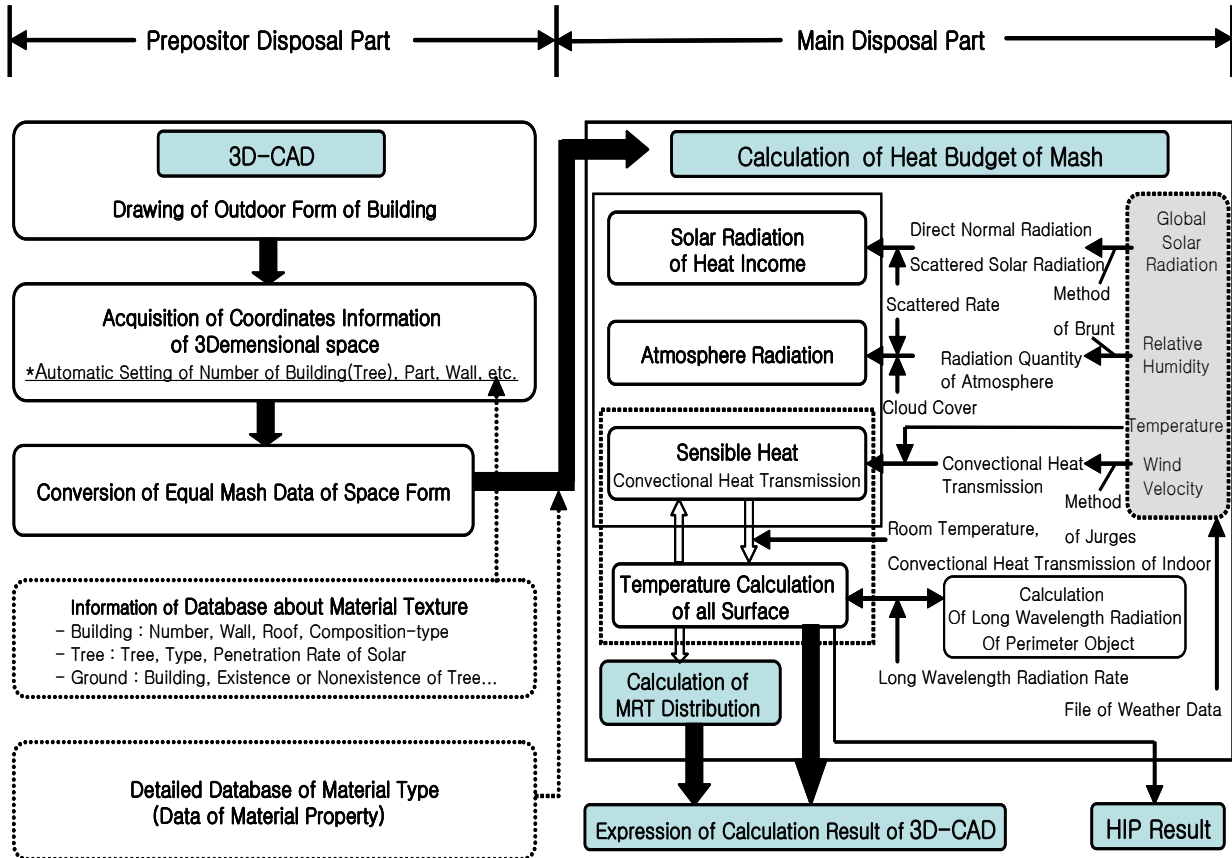 Prepositor Disposal Part
Main Disposal Part
3D-CAD
Drawing of Outdoor Form of Building
Acquisition of Coordinates Information
of 3Demensional space
*Automatic Setting of Number of Building(Tree), Part, Wall, etc.
Conversion of Equal Mash Data of Space Form
Information of Database about Material Texture
- Building : Number, Wall, Roof, Composition-type
- Tree : Tree, Type, Penetration Rate of Solar
- Ground : Building, Existence or Nonexistence of Tree...
Detailed Database of Material Type
(Data of Material Property)
Calculation of Heat Budget of Mash
Solar Radiation
of Heat Income
Direct Normal Radiation
Scattered Solar Radiation
Method
Global
Solar
Radiation
Scattered Rate
of Brunt
Atmosphere Radiation
Radiation Quantity
of Atmosphere
Relative
Humidity
Cloud Cover
Temperature
Sensible Heat
Convectional Heat Transmission
Convectional Heat
Transmission
Method
Wind
Velocity
Room Temperature,
of Jurges
Convectional Heat Transmission of Indoor
Temperature Calculation
of all Surface
Calculation
Of Long Wavelength Radiation
Of Perimeter Object
Long Wavelength Radiation Rate
Calculation of
MRT Distribution
File of Weather Data
Expression of Calculation Result of 3D-CAD
HIP Result